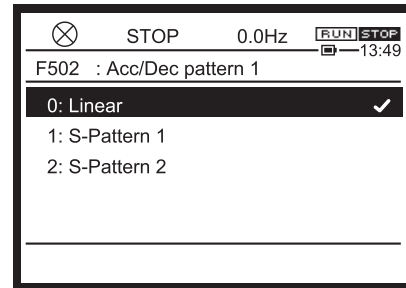 STOP 0.0Hz RUN STOP
13:49
F502 : Acc/Dec pattern 1
0: Linear
1: S-Pattern 1
2: S-Pattern 2